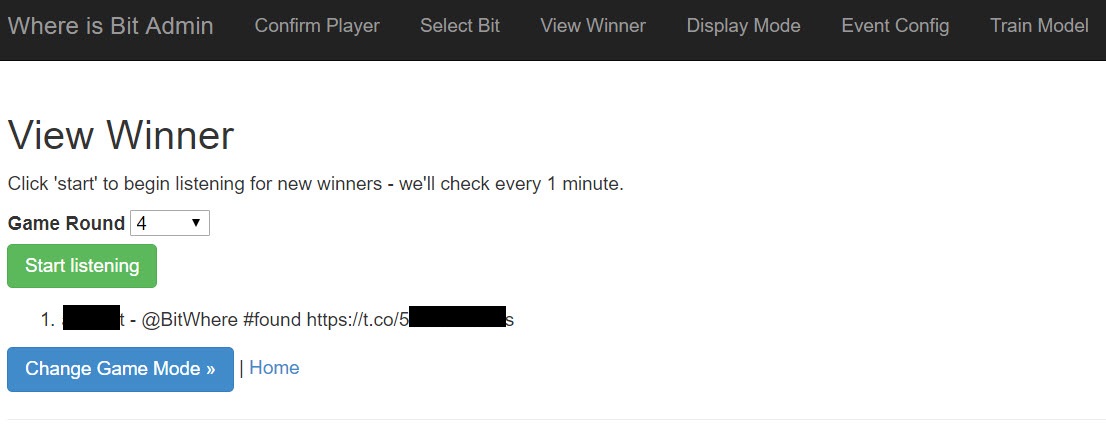 Where is Bit Admin Confirm Player Select Bit View Winner Display Mode Event Config Train Model
View Winner
Click 'start' to begin listening for new winners - we'll check every 1 minute.
Game Round 4
Start listening
1. t - @BitWhere #found https://t.co/5 s
Change Game Mode » | Home